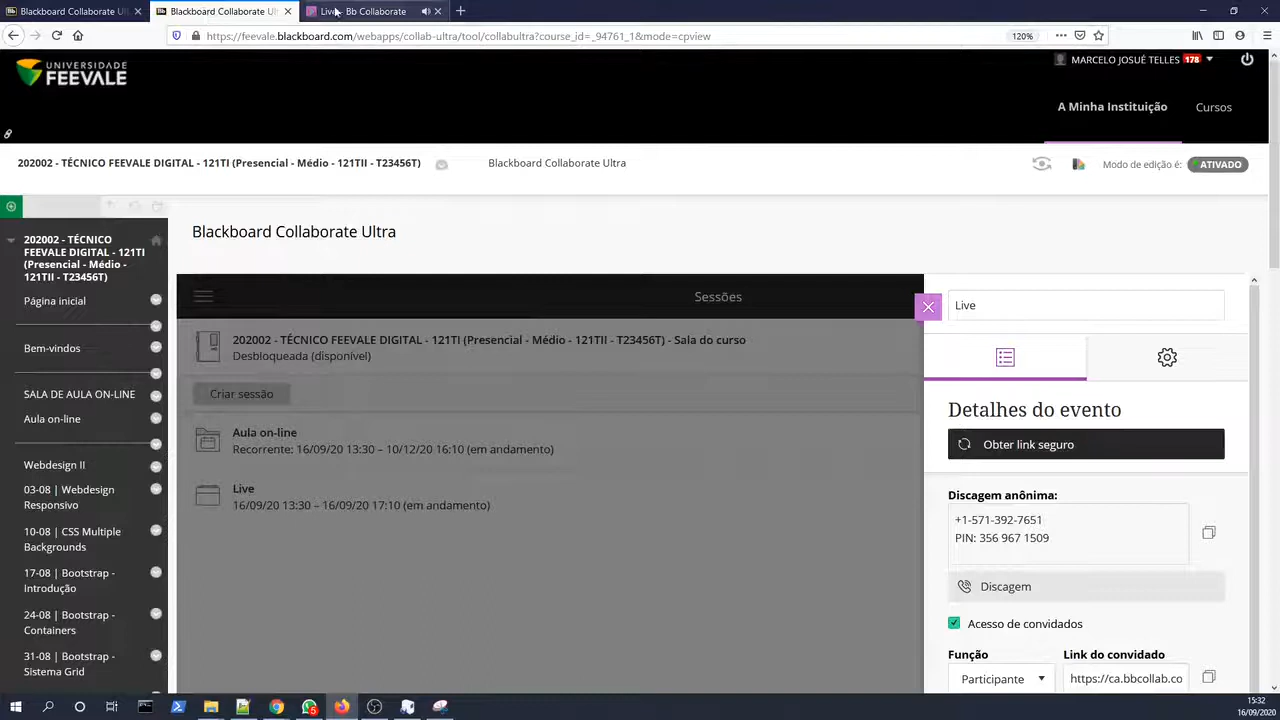 Blackboard Collaborate Ultra
Blackboard Collaborate Ultra
Live - Bb Collaborate
https://feevale.blackboard.com/webapps/collab-ultra/tool/collabultra?course_id=_94761_1&mode=cpview
120%
UNIVERSIDADE
FEEVALE
MARCELO JOSUÉ TELLES 178
A Minha Instituição
Cursos
202002 - TÉCNICO FEEVALE DIGITAL - 121TI (Presencial - Médio - 121TII - T23456T)
Blackboard Collaborate Ultra
Modo de edição é: ATIVADO
202002 - TÉCNICO
FEEVALE DIGITAL - 121TI
(Presencial - Médio -
121TII - T23456T)
Página inicial
Bem-vindos
SALA DE AULA ON-LINE
Aula on-line
Webdesign II
03-08 | Webdesign
Responsivo
10-08 | CSS Multiple
Backgrounds
17-08 | Bootstrap -
Introdução
24-08 | Bootstrap -
Containers
31-08 | Bootstrap -
Sistema Grid
Blackboard Collaborate Ultra
Sessões
202002 - TÉCNICO FEEVALE DIGITAL - 121TI (Presencial - Médio - 121TII - T23456T) - Sala do curso
Desbloqueada (disponível)
Criar sessão
Aula on-line
Recorrente: 16/09/20 13:30 – 10/12/20 16:10 (em andamento)
Live
16/09/20 13:30 – 16/09/20 17:10 (em andamento)
Live
Detalhes do evento
Obter link seguro
Discagem anônima:
+1-571-392-7651
PIN: 356 967 1509
Discagem
Acesso de convidados
Função
Link do convidado
Participante
https://ca.bbcollab.co
5
15:32
16/09/2020